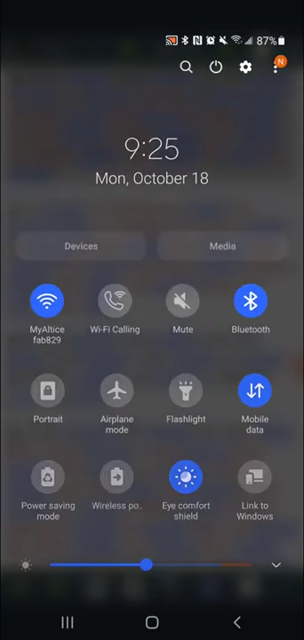 87%
N
9:25
Mon, October 18
Devices
Media
MyAltice
fab829
Wi-Fi Calling
Mute
Bluetooth
Portrait
Airplane
mode
Flashlight
Mobile
data
Power saving
mode
Wireless po..
Eye comfort
shield
Link to
Windows